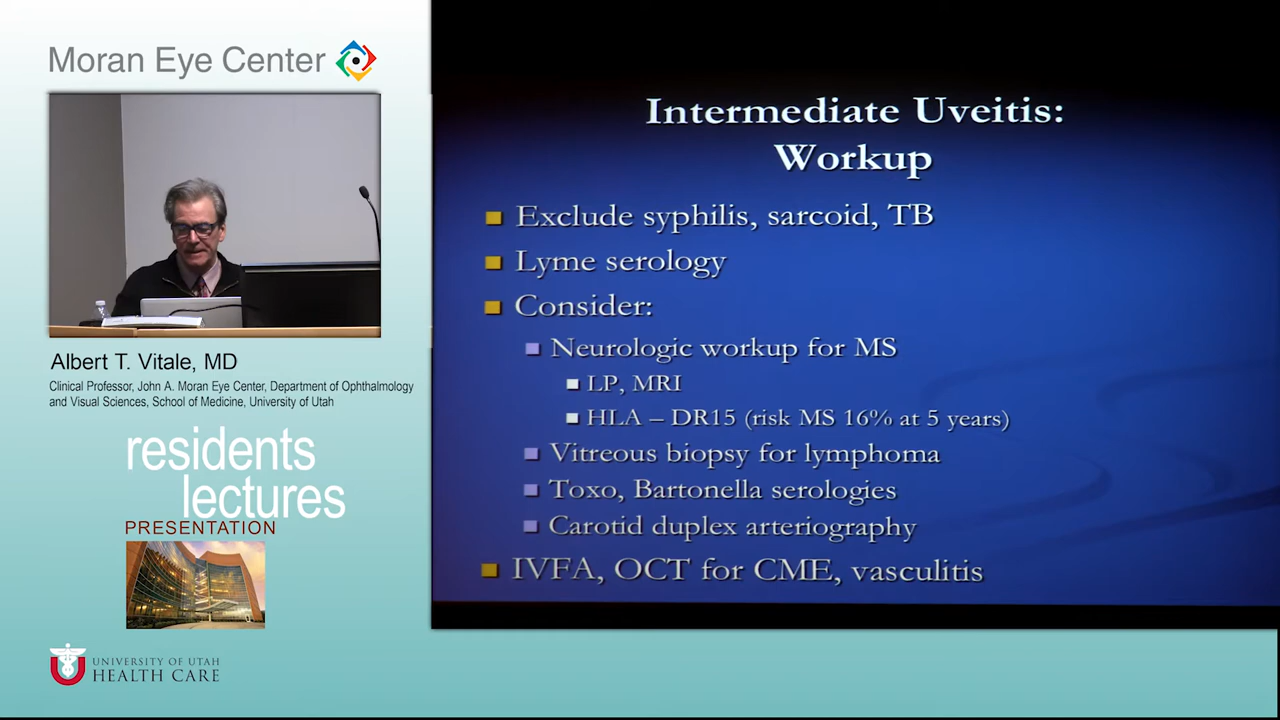 Moran Eye Center
Albert T. Vitale, MD
Clinical Professor, John A. Moran Eye Center, Department of Ophthalmology
and Visual Sciences, School of Medicine, University of Utah
residents
lectures
PRESENTATION
UNIVERSITY OF UTAH
HEALTH CARE
Intermediate Uveitis:
Workup
Exclude syphilis, sarcoid, TB
Lyme serology
Consider:
Neurologic workup for MS
LP, MRI
HLA – DR15 (risk MS 16% at 5 years)
Vitreous biopsy for lymphoma
Toxo, Bartonella serologies
Carotid duplex arteriography
IVFA, OCT for CME, vasculitis